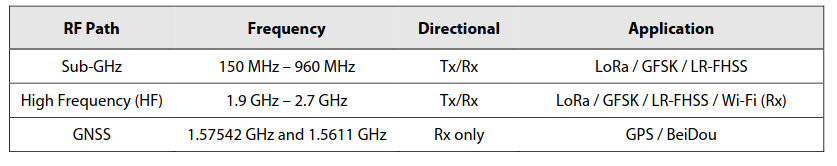 RF Path Frequency Directional Application
Sub-GHz 150 MHz – 960 MHz Tx/Rx LoRa / GFSK / LR-FHSS
High Frequency (HF) 1.9 GHz – 2.7 GHz Tx/Rx LoRa / GFSK / LR-FHSS / Wi-Fi (Rx)
GNSS 1.57542 GHz and 1.5611 GHz Rx only GPS / BeiDou